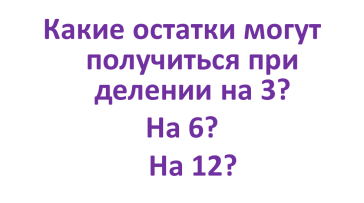 Какие остатки могут
получиться при
делении на 3?
На 6?
На 12?